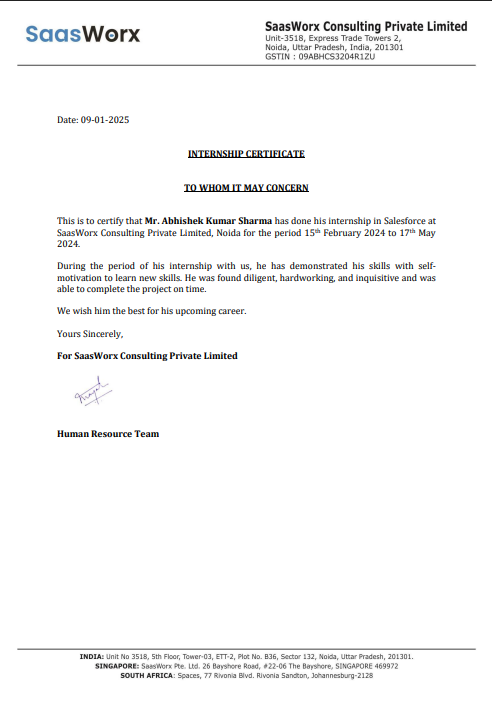 SaasWorx
SaasWorx Consulting Private Limited
Unit-3518, Express Trade Towers 2,
Noida, Uttar Pradesh, India, 201301
GSTIN : 09ABHCS3204R1ZU
Date: 09-01-2025
INTERNSHIP CERTIFICATE
TO WHOM IT MAY CONCERN
This is to certify that Mr. Abhishek Kumar Sharma has done his internship in Salesforce at
SaasWorx Consulting Private Limited, Noida for the period 15th February 2024 to 17th May
2024.
During the period of his internship with us, he has demonstrated his skills with self-
motivation to learn new skills. He was found diligent, hardworking, and inquisitive and was
able to complete the project on time.
We wish him the best for his upcoming career.
Yours Sincerely,
For SaasWorx Consulting Private Limited
Human Resource Team
INDIA: Unit No 3518, 5th Floor, Tower-03, ETT-2, Plot No. B36, Sector 132, Noida, Uttar Pradesh, 201301.
SINGAPORE: SaasWorx Pte. Ltd. 26 Bayshore Road, #22-06 The Bayshore, SINGAPORE 469972
SOUTH AFRICA: Spaces, 77 Rivonia Blvd. Rivonia Sandton, Johannesburg-2128